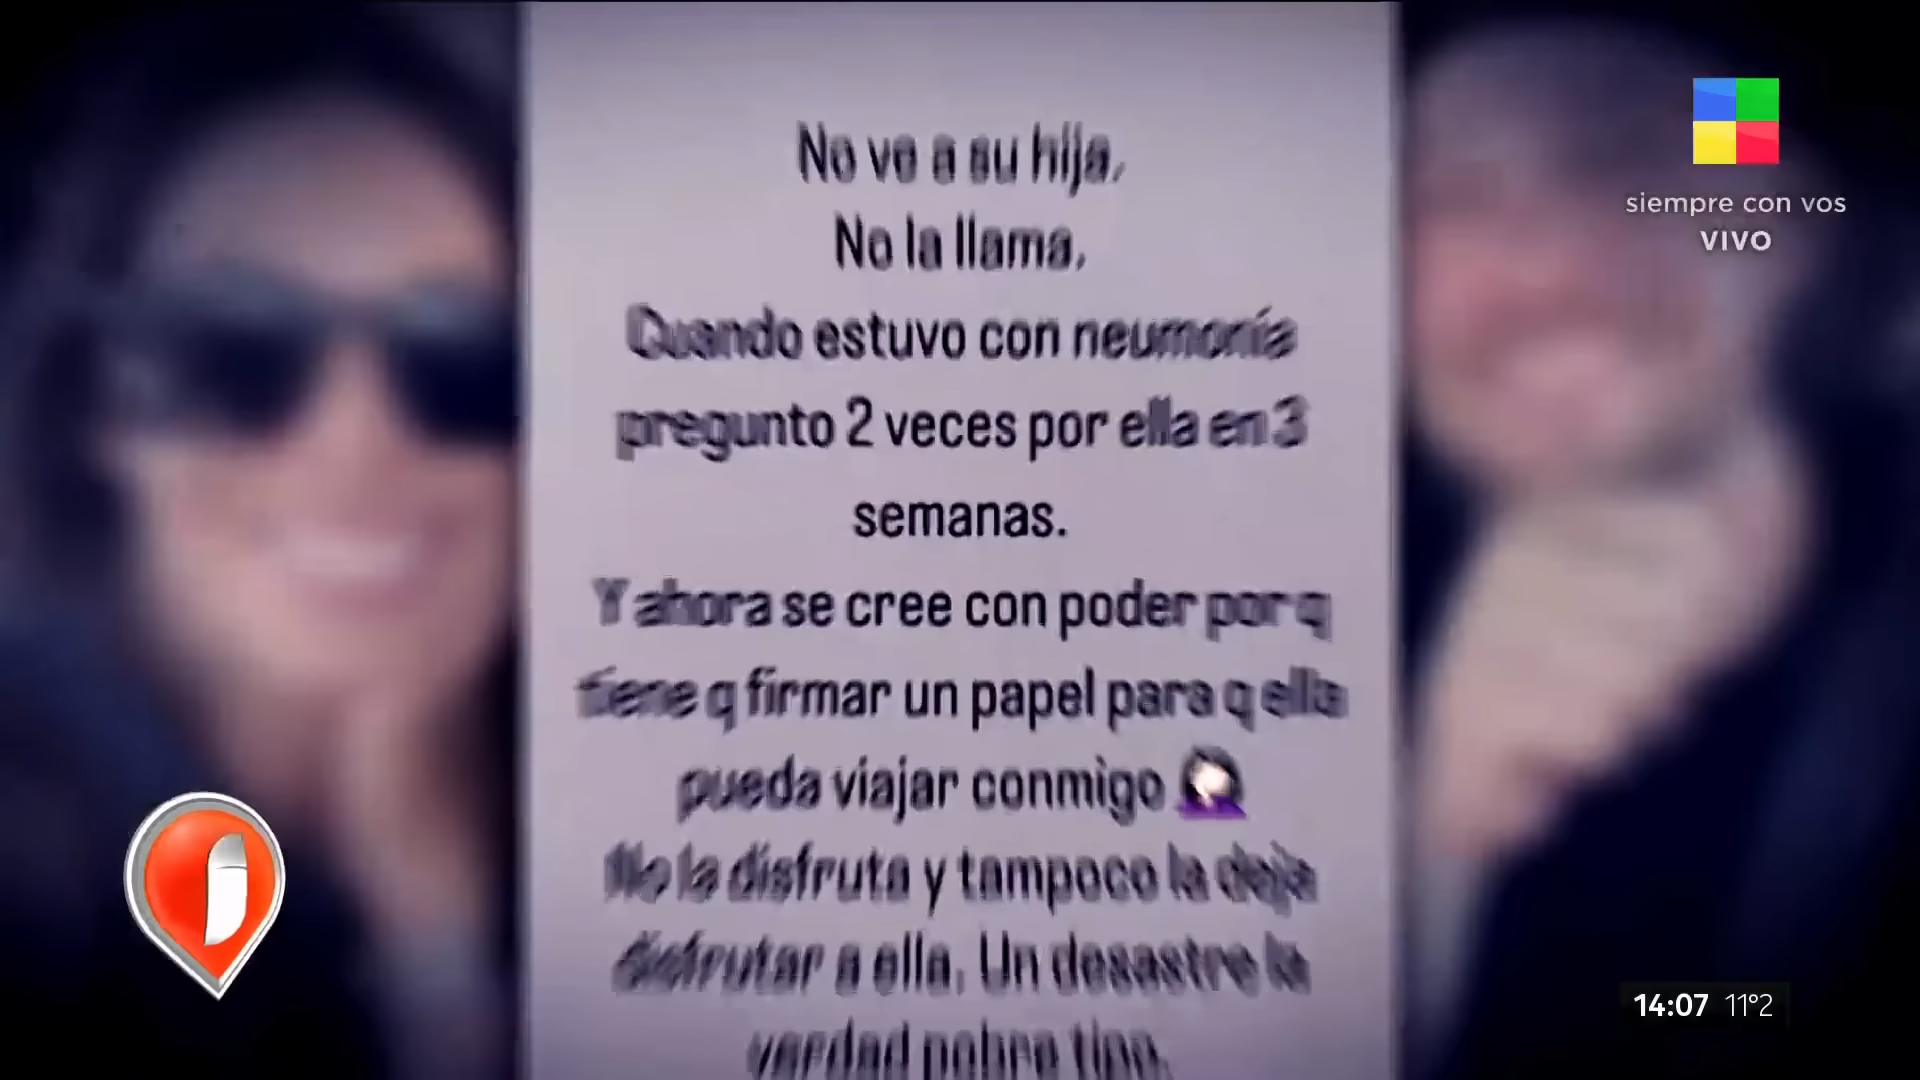 No ve a su hija,
No la llama,
Cuando estuvo con neumonía
pregunto 2 veces por ella en 3
semanas.
Y ahora se cree con poder por q
tiene q firmar un papel para q ella
pueda viajar conmigo
No la disfruta y tampoco la deja
disfrutar a ella. Un desastre la
verdad pobre tipo.
siempre con vos
VIVO
14:07 11°2